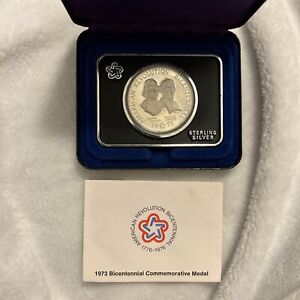 AMERICAN REVOLUTION BICENTENNIAL
STERLING
SILVER
AMERICAN REVOLUTION BICENTENNIAL
1776-1976
1973 Bicentennial Commemorative Medal